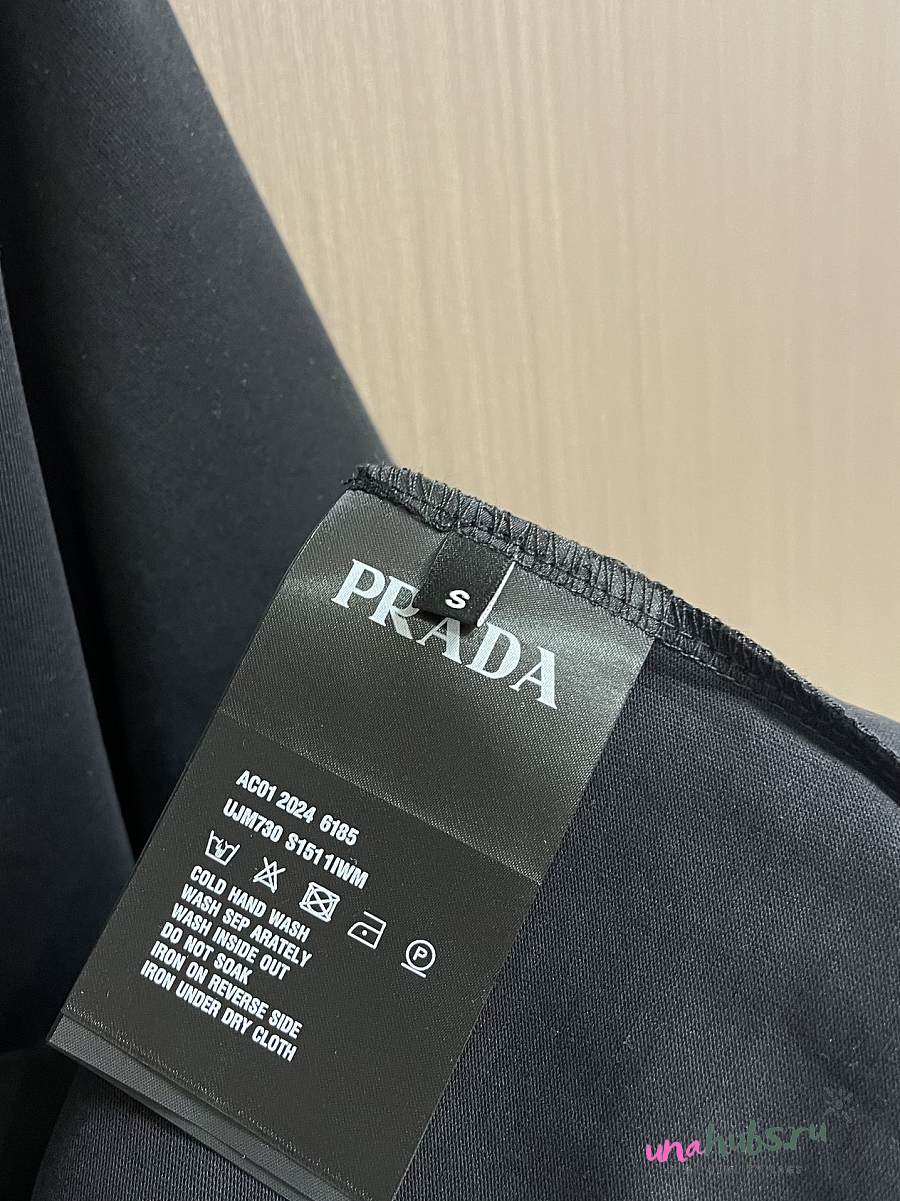 S
PRADA
AC01 2024 6185
UJM730 S1511IWM
COLD HAND WASH
WASH SEP ARATELY
WASH INSIDE OUT
DO NOT SOAK
IRON ON REVERSE SIDE
IRON UNDER DRY CLOTH
P
unahubs.ru